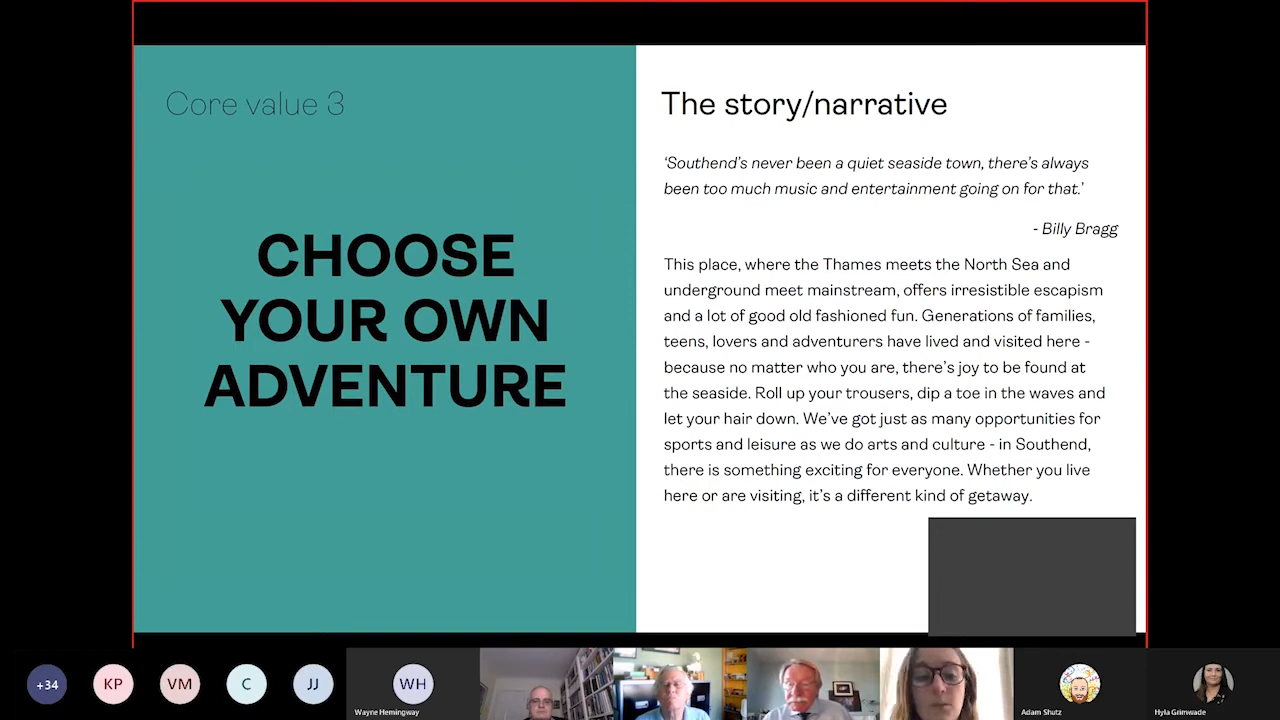 Core value 3
CHOOSE
YOUR OWN
ADVENTURE
The story/narrative
‘Southend’s never been a quiet seaside town, there’s always
been too much music and entertainment going on for that.’
- Billy Bragg
This place, where the Thames meets the North Sea and
underground meet mainstream, offers irresistible escapism
and a lot of good old fashioned fun. Generations of families,
teens, lovers and adventurers have lived and visited here -
because no matter who you are, there’s joy to be found at
the seaside. Roll up your trousers, dip a toe in the waves and
let your hair down. We’ve got just as many opportunities for
sports and leisure as we do arts and culture - in Southend,
there is something exciting for everyone. Whether you live
here or are visiting, it’s a different kind of getaway.
+34
KP
VM
C
JJ
WH
Wayne Hemingway
Adam Shutz
Hyla Grimwade